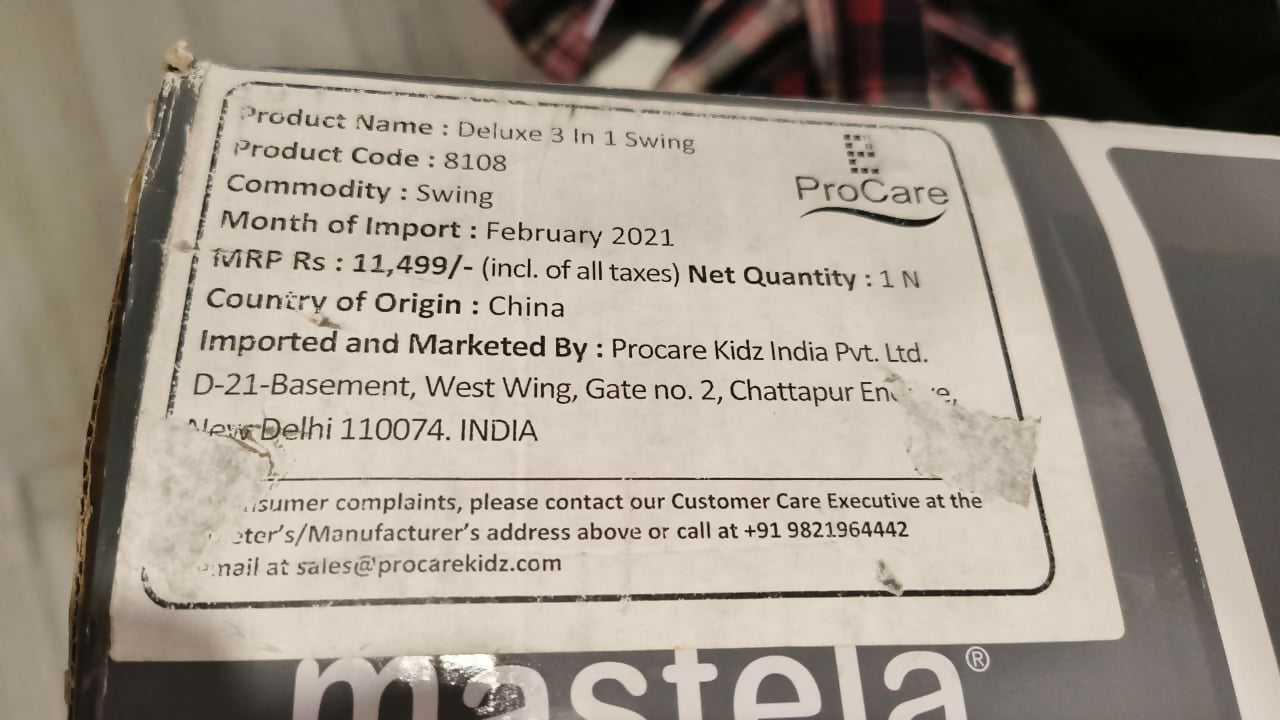 Product Name : Deluxe 3 In 1 Swing
Product Code : 8108
Commodity : Swing
Month of Import : February 2021
MRP Rs : 11,499/- (incl. of all taxes) Net Quantity : 1 N
Country of Origin : China
Imported and Marketed By : Procare Kidz India Pvt. Ltd.
D-21-Basement, West Wing, Gate no. 2, Chattapur
New Delhi 110074. INDIA
ProCare
complaints, please contact our Customer Care Executive at the
address above or call at +91 9821964442
at sales@procarekidz.com
mastela®